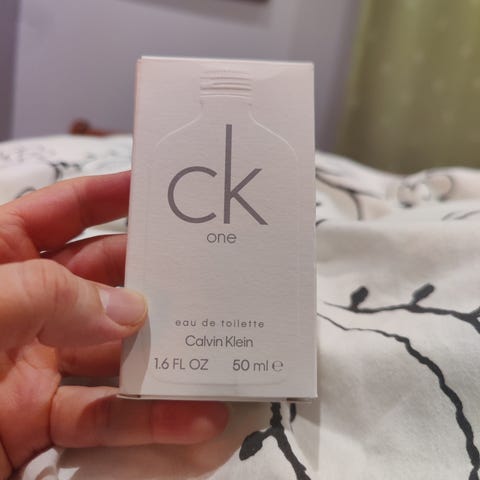 ck
one
eau de toilette
Calvin Klein
1.6 FL OZ 50 ml ℮